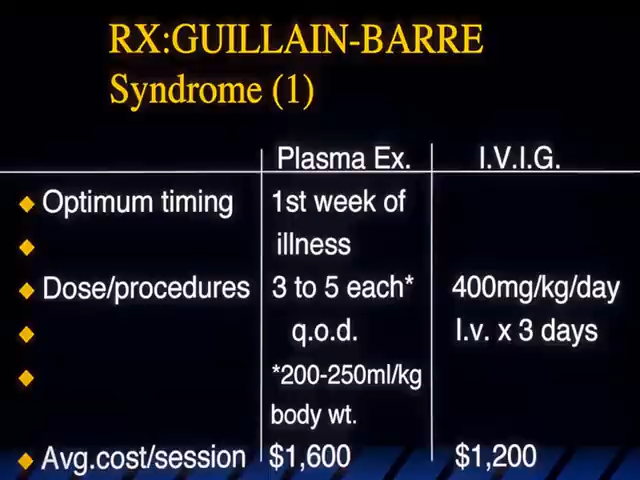 RX:GUILLAIN-BARRE
Syndrome (1)
Plasma Ex. I.V.I.G.
Optimum timing 1st week of
illness
Dose/procedures 3 to 5 each* 400mg/kg/day
q.o.d. I.v. x 3 days
*200-250ml/kg
body wt.
Avg.cost/session $1,600 $1,200